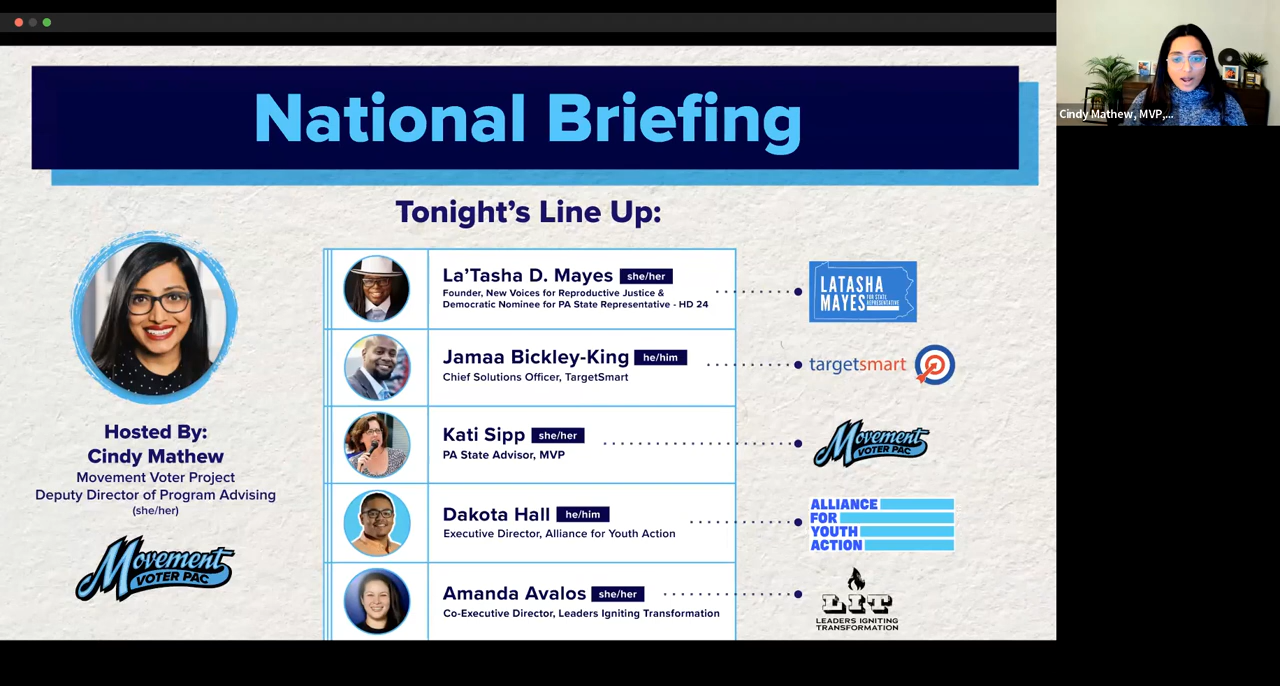 National Briefing
Cindy Mathew, MVP,...
Tonight's Line Up:
Hosted By:
Cindy Mathew
Movement Voter Project
Deputy Director of Program Advising
(she/her)
Movement
VOTER PAC
La'Tasha D. Mayes she/her
Founder, New Voices for Reproductive Justice &
Democratic Nominee for PA State Representative - HD 24
LATASHA
MAYES FOR STATE
REPRESENTATIVE
Jamaa Bickley-King he/him
Chief Solutions Officer, TargetSmart
targetsmart
Kati Sipp she/her
PA State Advisor, MVP
Movement
VOTER PAC
Dakota Hall he/him
Executive Director, Alliance for Youth Action
ALLIANCE
FOR
YOUTH
ACTION
Amanda Avalos she/her
Co-Executive Director, Leaders Igniting Transformation
LIT
LEADERS IGNITING
TRANSFORMATION